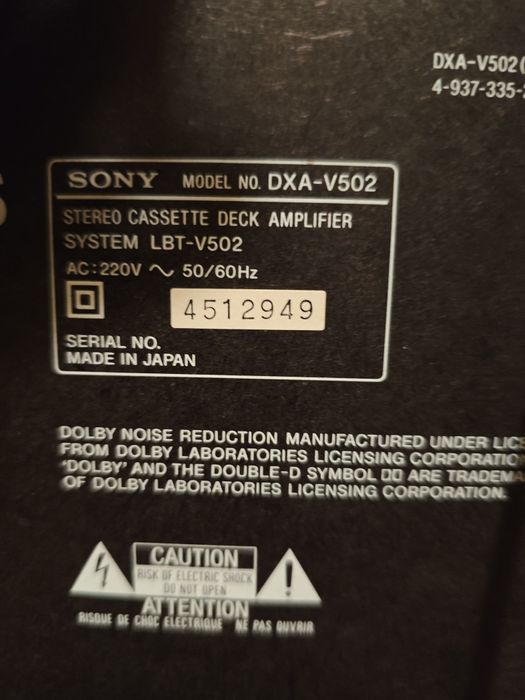 DXA-V502(
4-937-335-
SONY MODEL NO. DXA-V502
STEREO CASSETTE DECK AMPLIFIER
SYSTEM LBT-V502
AC:220V ~ 50/60Hz
4512949
SERIAL NO.
MADE IN JAPAN
DOLBY NOISE REDUCTION MANUFACTURED UNDER LIC
FROM DOLBY LABORATORIES LICENSING CORPORATIO
"DOLBY" AND THE DOUBLE-D SYMBOL ARE TRADEMA
OF DOLBY LABORATORIES LICENSING CORPORATION.
CAUTION
RISK OF ELECTRIC SHOCK
DO NOT OPEN
ATTENTION
RISQUE DE CHOC ELECTRIQUE NE PAS OUVRIR